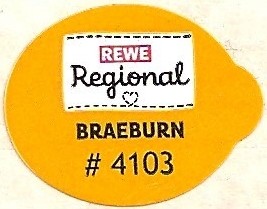 REWE
Regional
BRAEBURN
# 4103